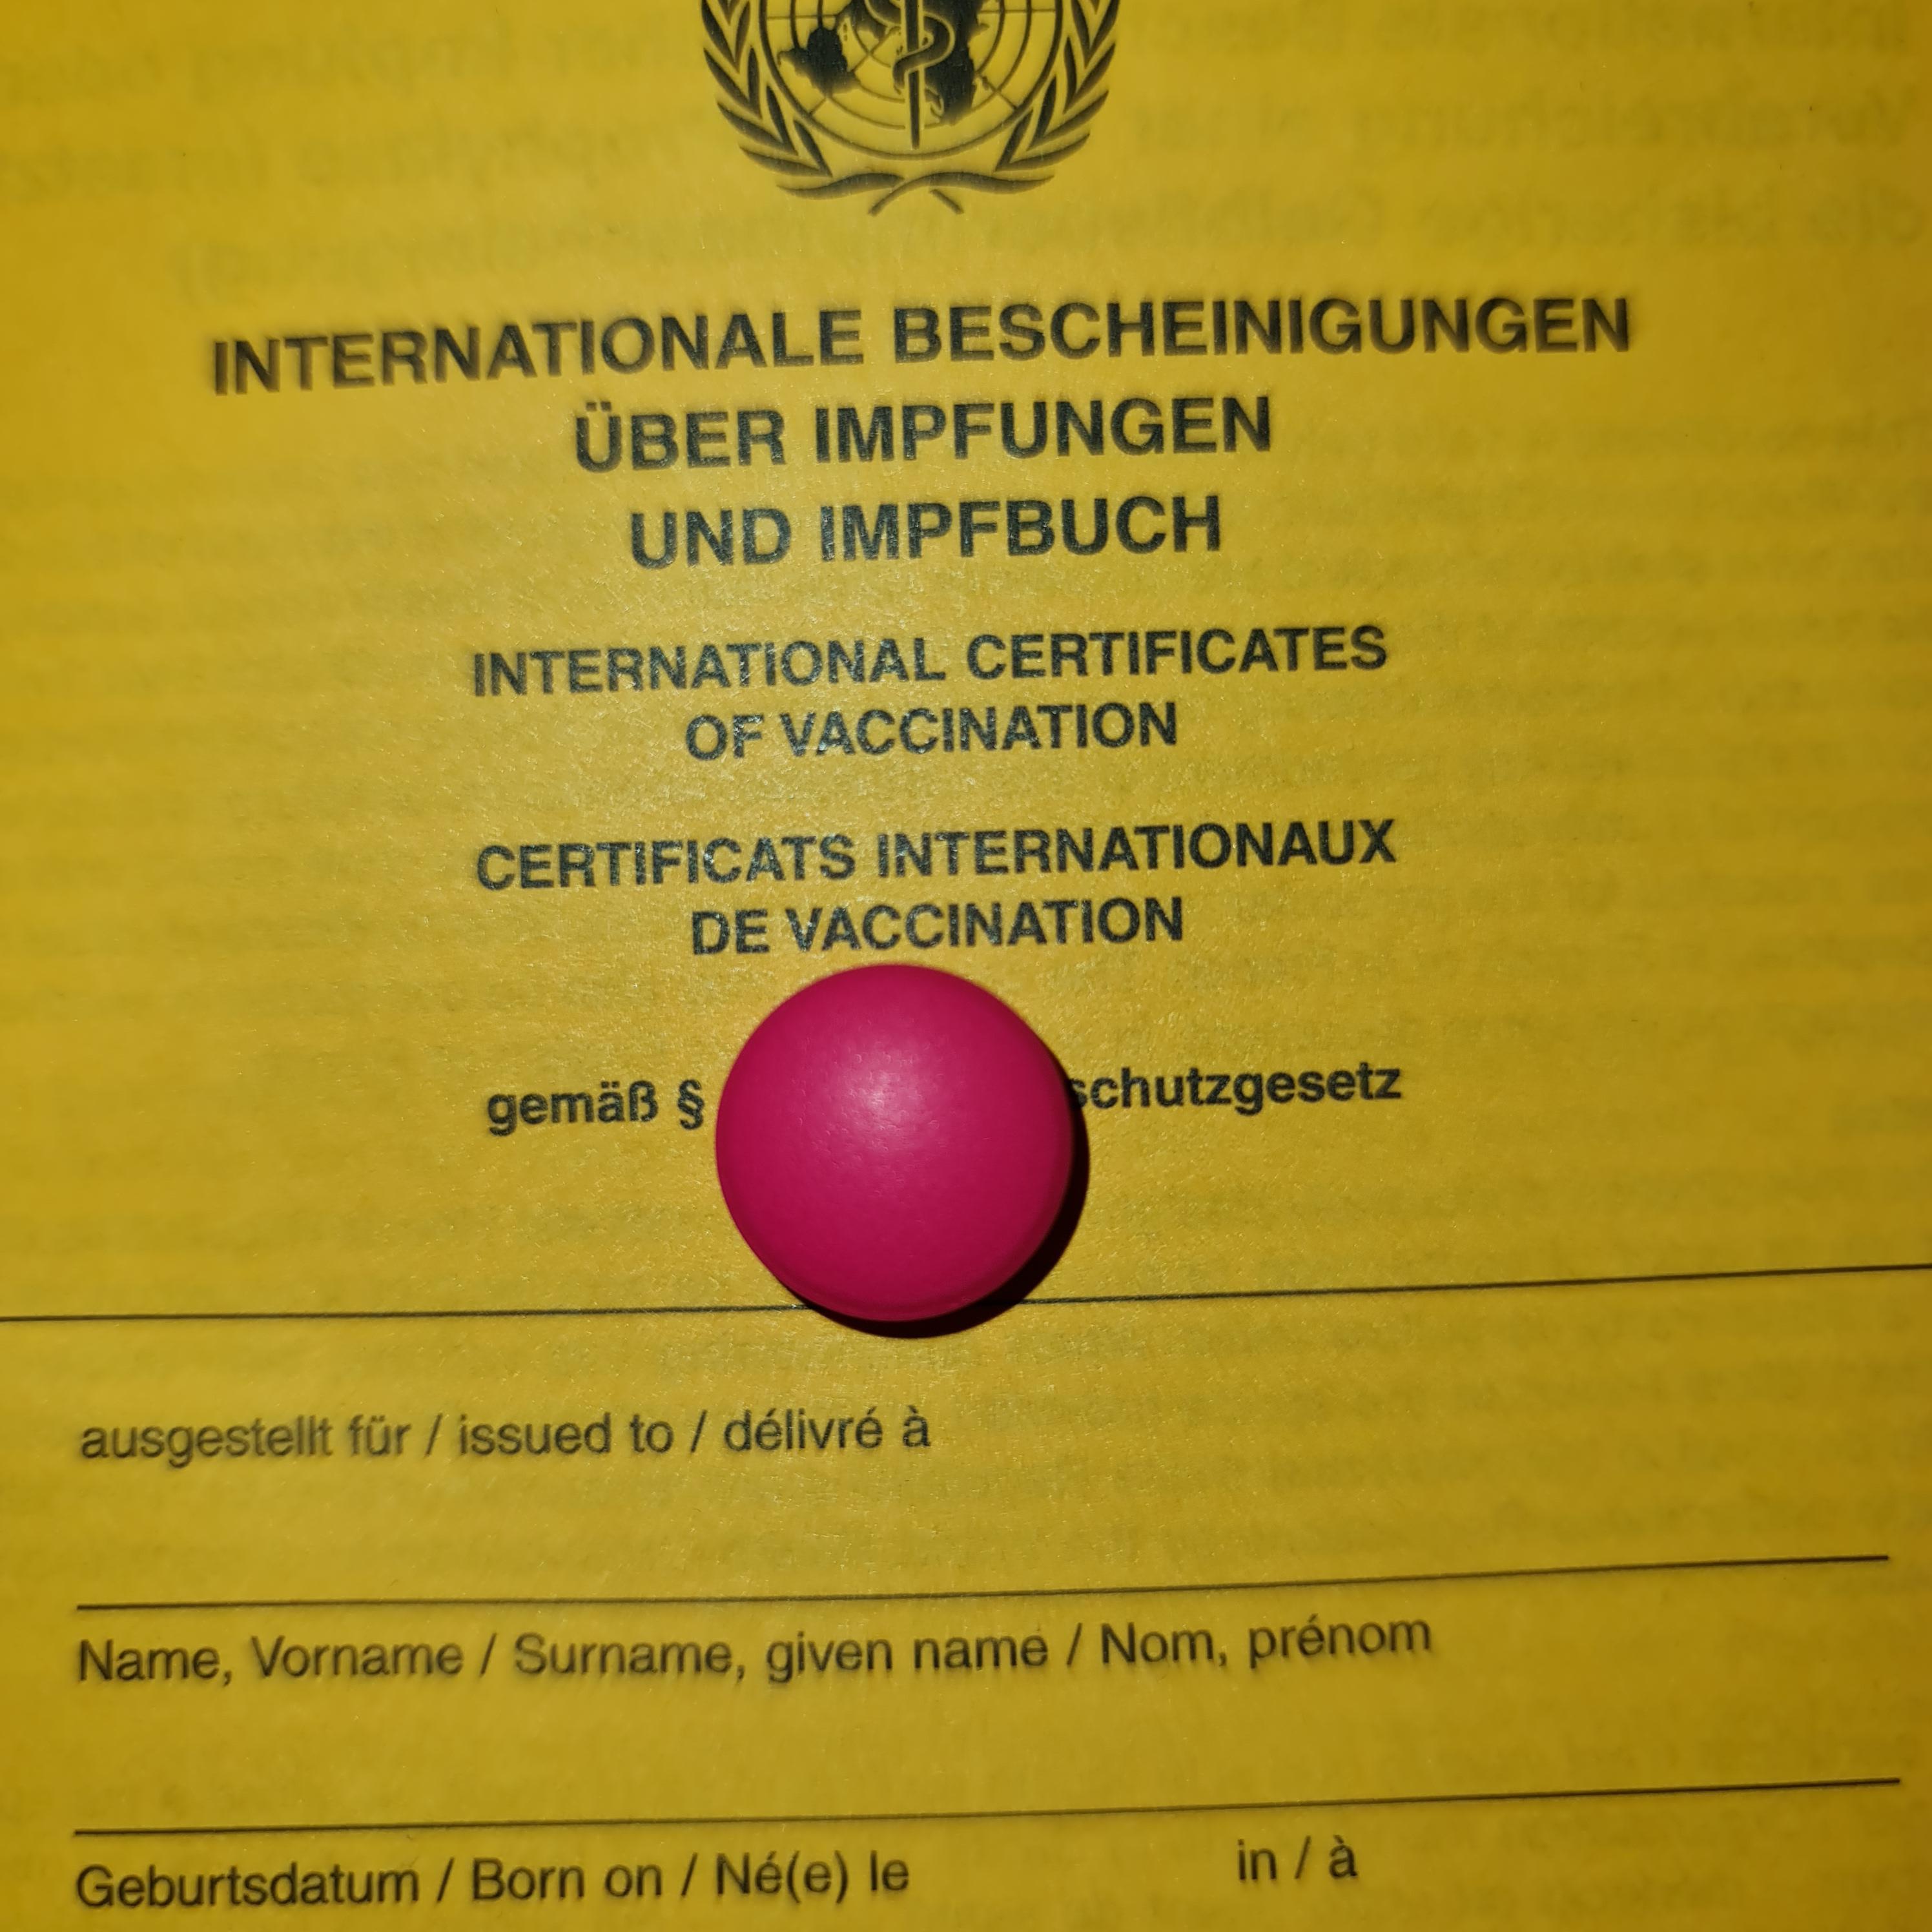 INTERNATIONALE BESCHEINIGUNGEN
ÜBER IMPFUNGEN
UND IMPFBUCH
INTERNATIONAL CERTIFICATES
OF VACCINATION
CERTIFICATS INTERNATIONAUX
DE VACCINATION
gemäß § schutzgesetz
ausgestellt für / issued to / délivré à
Name, Vorname / Surname, given name / Nom, prénom
Geburtsdatum / Born on / Né(e) le in / à